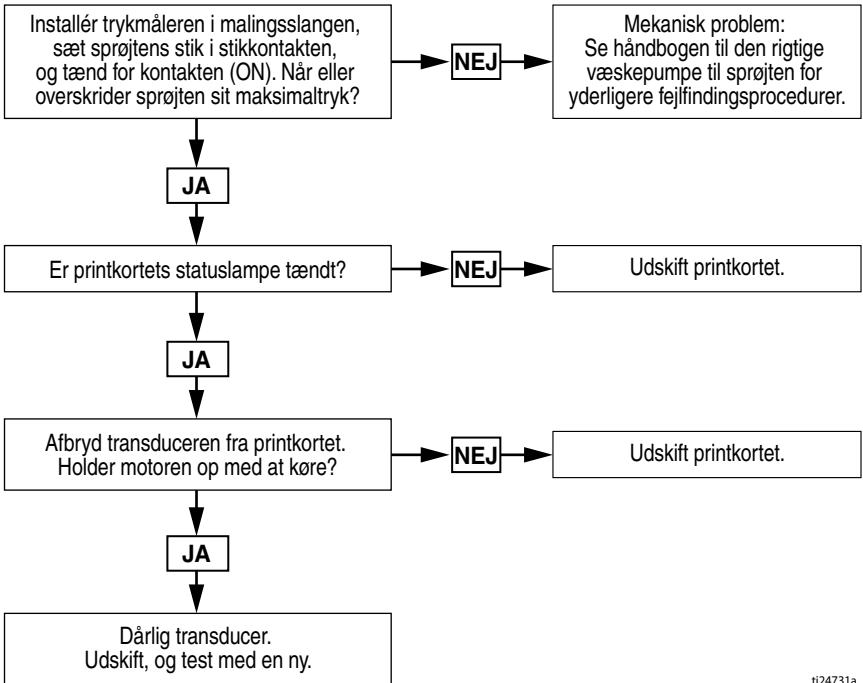 Installér trykmåleren i malingsslangen,
sæt sprøjtens stik i stikkontakten,
og tænd for kontakten (ON). Når eller
overskrider sprøjten sit maksimaltryk?
NEJ
Mekanisk problem:
Se håndbogen til den rigtige
væskepumpe til sprøjten for
yderligere fejlfindingsprocedurer.
JA
Er printkortets statuslampe tændt?
NEJ
Udskift printkortet.
JA
Afbryd transduceren fra printkortet.
Holder motoren op med at køre?
NEJ
Udskift printkortet.
JA
Dårlig transducer.
Udskift, og test med en ny.
ti24731a